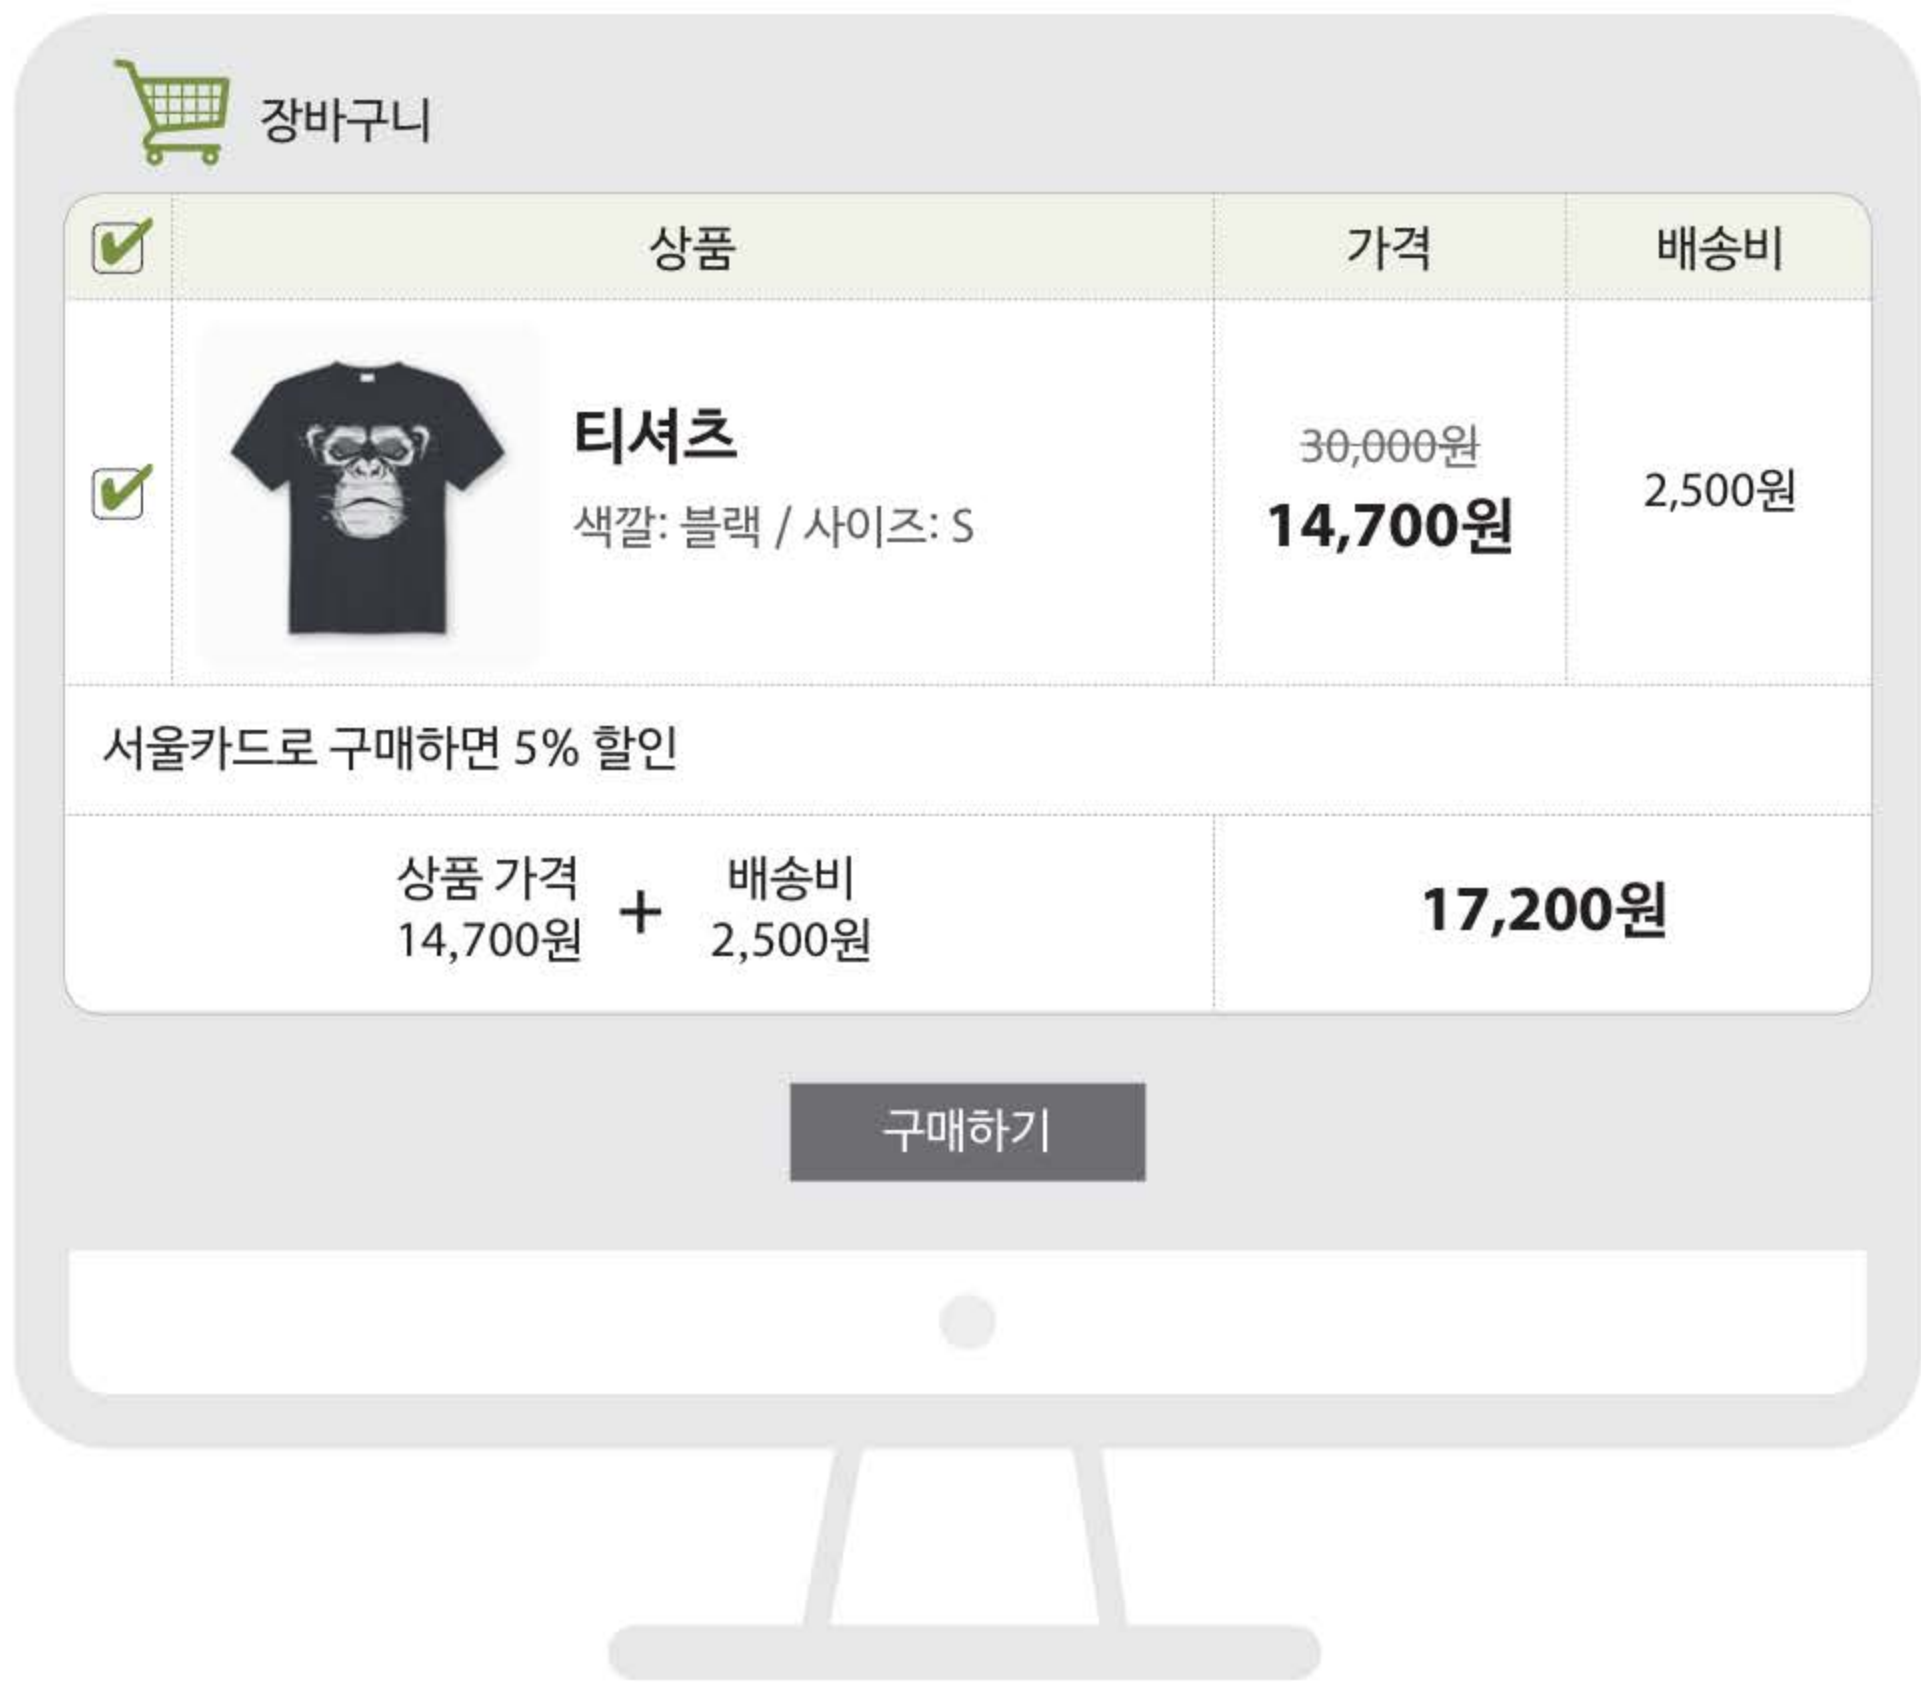 장바구니
상품 가격 배송비
티셔츠
색깔: 블랙 / 사이즈: S
30,000원
14,700원
2,500원
서울카드로 구매하면 5% 할인
상품 가격 + 배송비
14,700원 2,500원
17,200원
구매하기